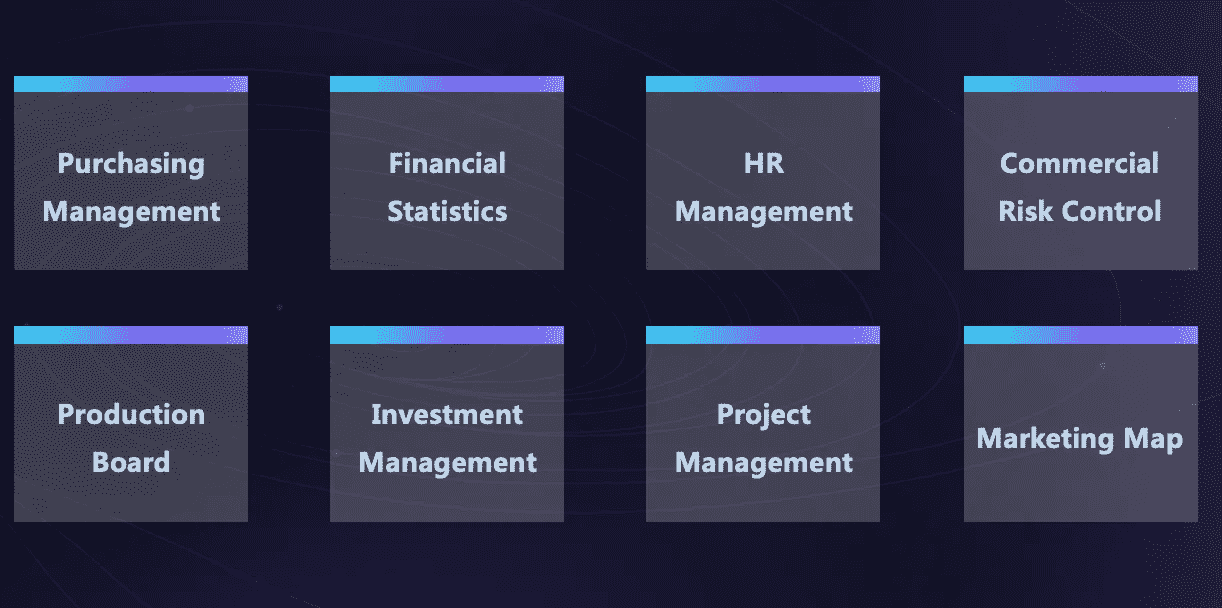 Purchasing
Management
Financial
Statistics
HR
Management
Commercial
Risk Control
Production
Board
Investment
Management
Project
Management
Marketing Map